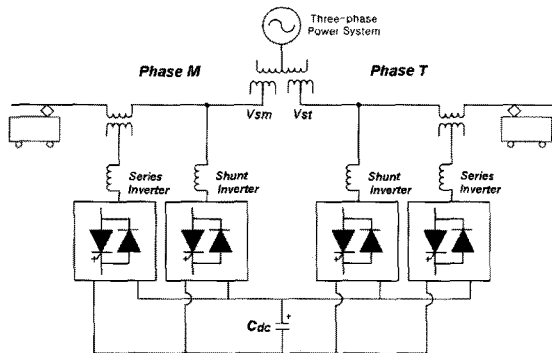 Three-phase
Power System
Phase M
Phase T
Vsm
Vst
Series
Inverter
Shunt
Inverter
Shunt
Inverter
Series
Inverter
Cdc
+